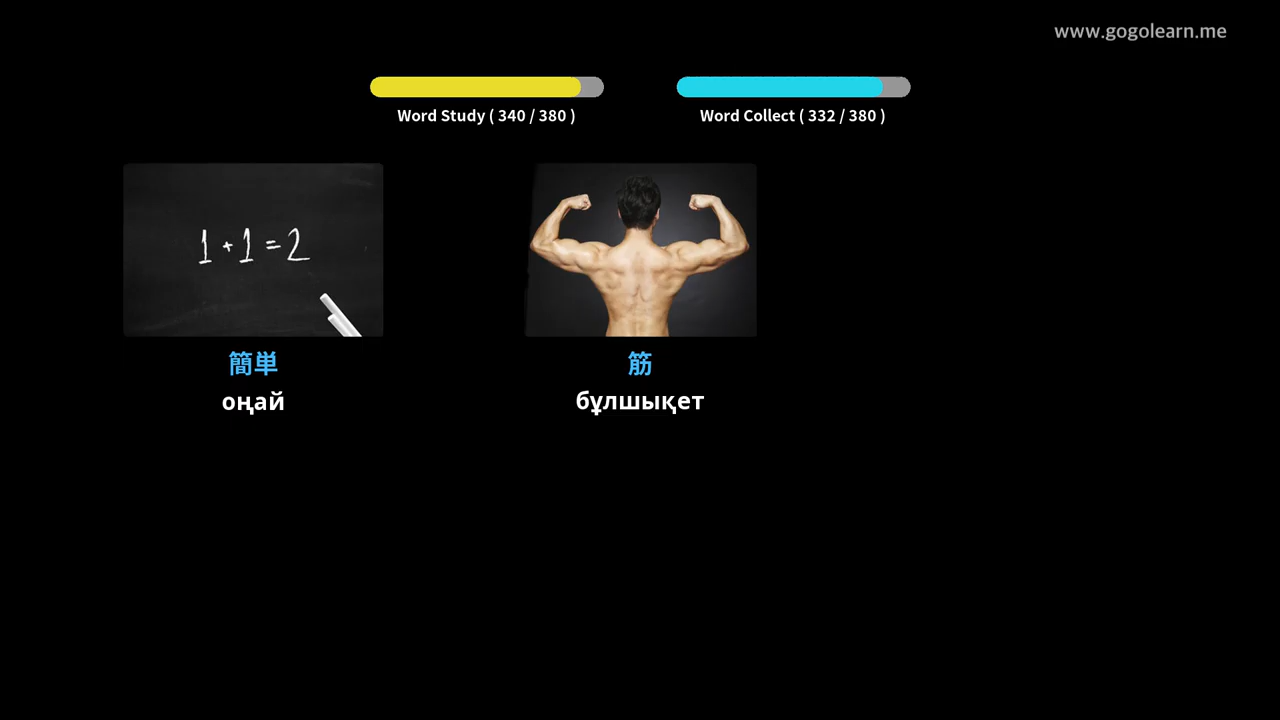 www.gogolearn.me
Word Study ( 340 / 380 )
Word Collect ( 332 / 380 )
1 + 1 = 2
簡単
筋
оңай
бұлшықет